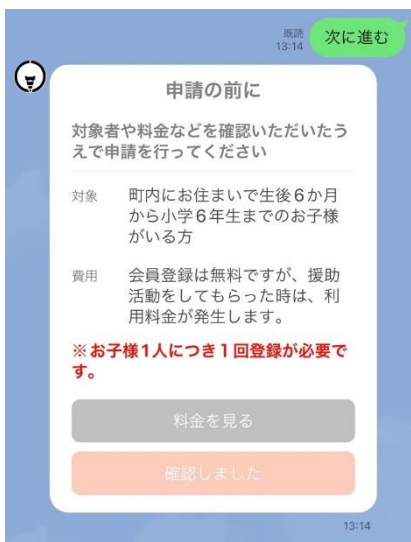 次に進む
既読
13:14
申請の前に
対象者や料金などを確認いただいたう
えで申請を行ってください
対象
町内にお住まいで生後6か月
から小学6年生までのお子様
がいる方
費用
会員登録は無料ですが、援助
活動をしてもらった時は、利
用料金が発生します。
※お子様1人につき1回登録が必要で
す。
料金を見る
確認しました
13:14